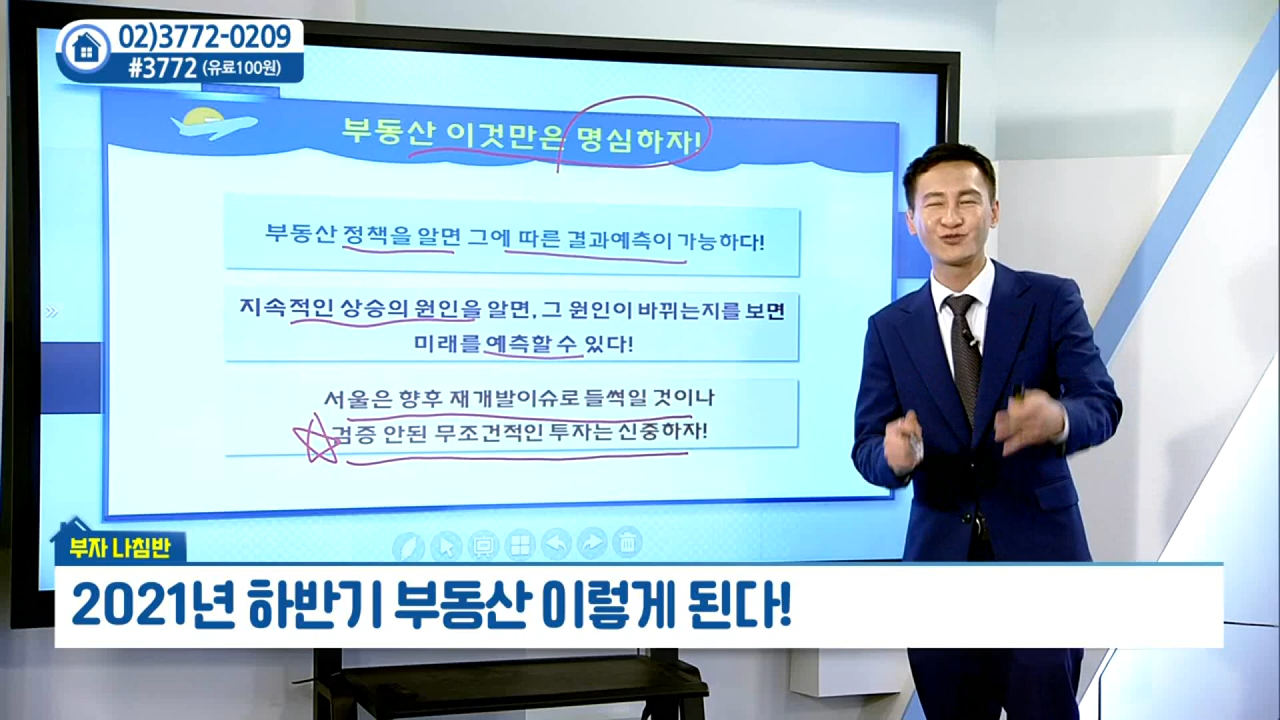 02)3772-0209
#3772 (유료100원)
부동산 이것만은 명심하자!
부동산 정책을 알면 그에 따른 결과예측이 가능하다!
지속적인 상승의 원인을 알면, 그 원인이 바뀌는지를 보면
미래를 예측할 수 있다!
서울은 향후 재개발이슈로 들썩일 것이나
검증 안된 무조건적인 투자는 신중하자!
부자 나침반
2021년 하반기 부동산 이렇게 된다!